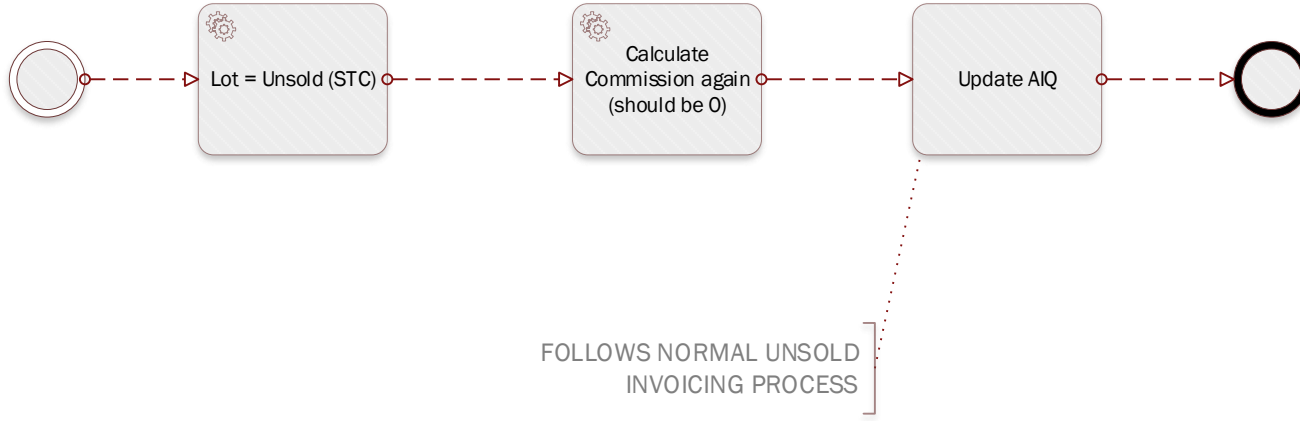 Lot = Unsold (STC)
Calculate
Commission again
(should be 0)
Update AIQ
FOLLOWS NORMAL UNSOLD
INVOICING PROCESS